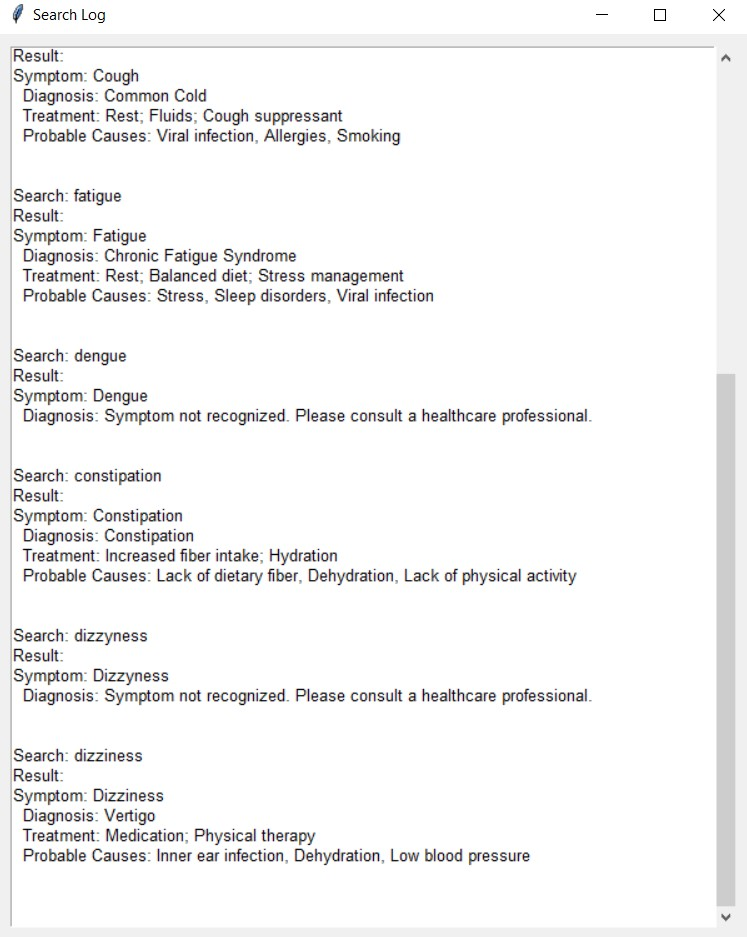 Search Log
Result:
Symptom: Cough
Diagnosis: Common Cold
Treatment: Rest; Fluids; Cough suppressant
Probable Causes: Viral infection, Allergies, Smoking
Search: fatigue
Result:
Symptom: Fatigue
Diagnosis: Chronic Fatigue Syndrome
Treatment: Rest; Balanced diet; Stress management
Probable Causes: Stress, Sleep disorders, Viral infection
Search: dengue
Result:
Symptom: Dengue
Diagnosis: Symptom not recognized. Please consult a healthcare professional.
Search: constipation
Result:
Symptom: Constipation
Diagnosis: Constipation
Treatment: Increased fiber intake; Hydration
Probable Causes: Lack of dietary fiber, Dehydration, Lack of physical activity
Search: dizzyness
Result:
Symptom: Dizzyness
Diagnosis: Symptom not recognized. Please consult a healthcare professional.
Search: dizziness
Result:
Symptom: Dizziness
Diagnosis: Vertigo
Treatment: Medication; Physical therapy
Probable Causes: Inner ear infection, Dehydration, Low blood pressure